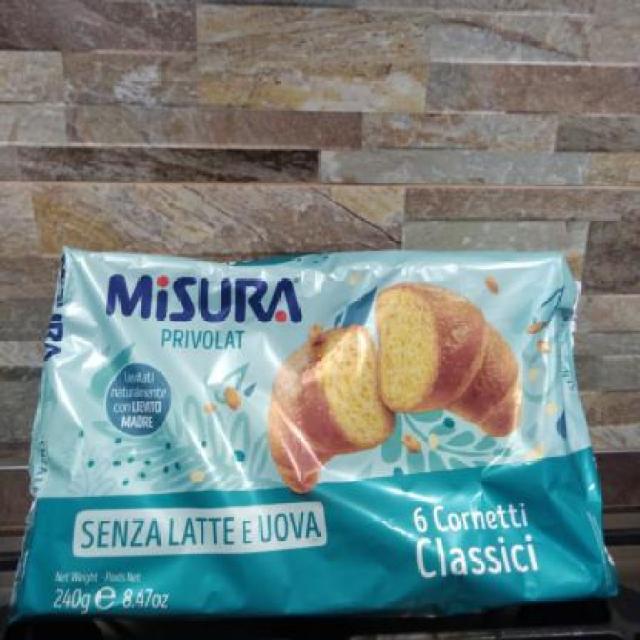 MiSURA
PRIVOLAT
Lievitati
naturalmente
con LIEVITO
MADRE
SENZA LATTE E UOVA
6 Cornetti
Classici
Net Weight - Poids Net
240g e 8.47oz
URA